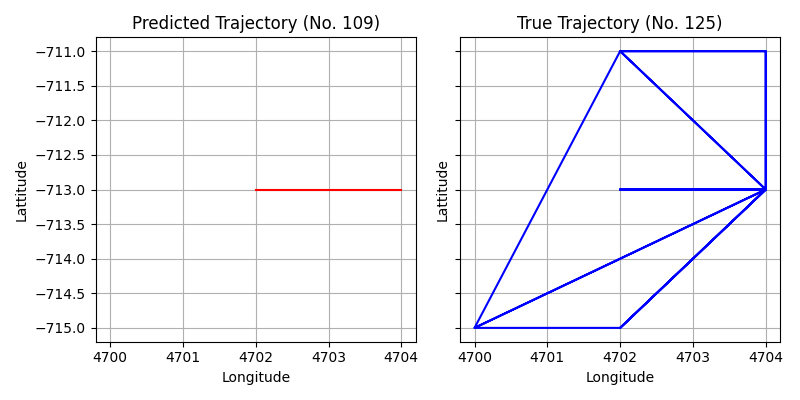 Predicted Trajectory (No. 109)
True Trajectory (No. 125)
−711.0
−711.5
−712.0
−712.5
−713.0
−713.5
−714.0
−714.5
−715.0
Lattitude
Lattitude
4700 4701 4702 4703 4704
4700 4701 4702 4703 4704
Longitude
Longitude